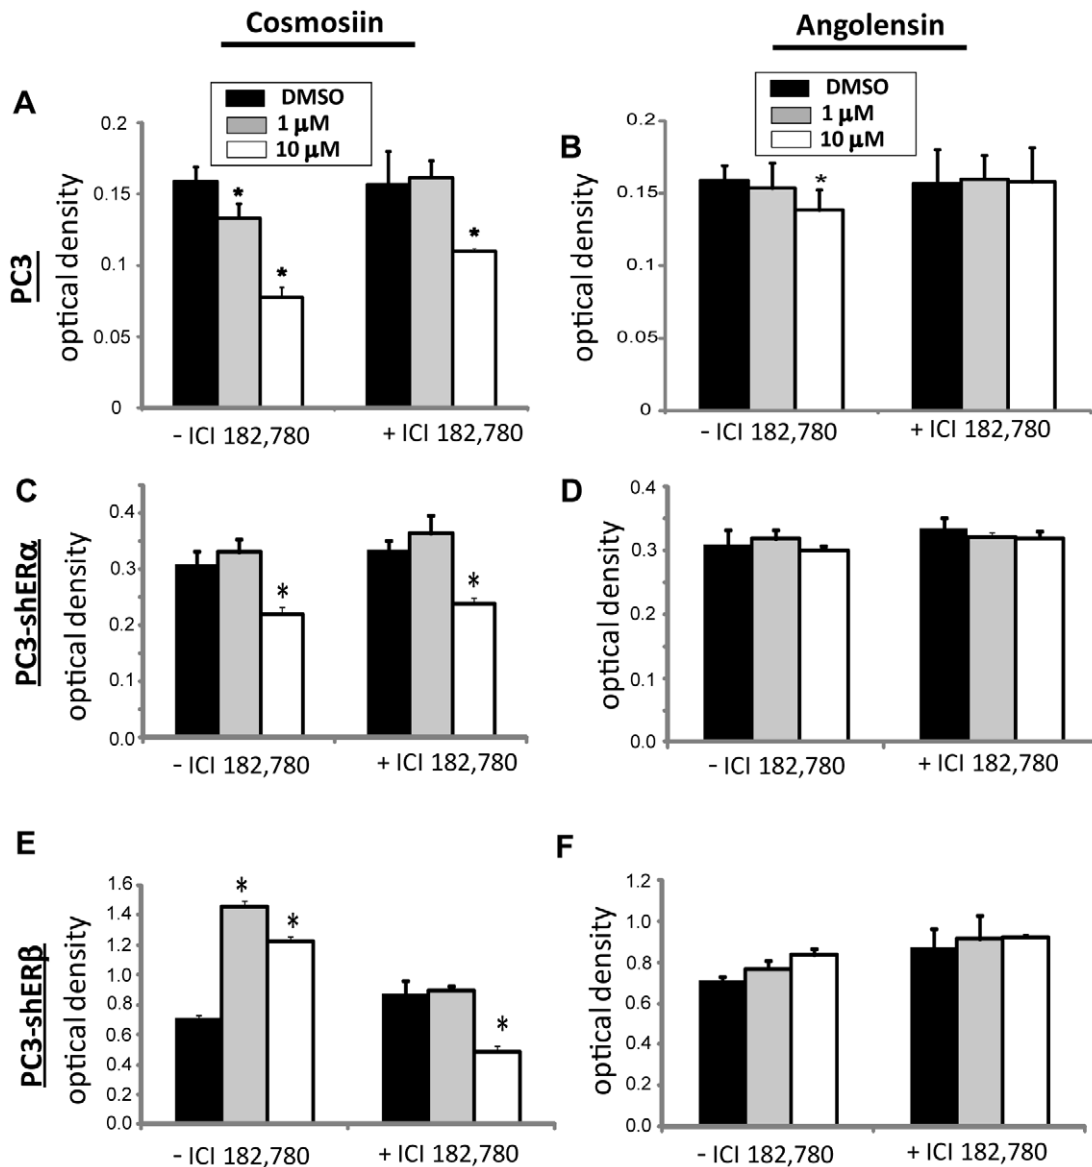 Cosmosiin
Angolensin
A
DMSO
1 μM
10 μM
PC3
optical density
0.2
0.15
0.1
0.05
0
*
*
*
- ICI 182,780
+ ICI 182,780
B
DMSO
1 μM
10 μM
optical density
0.2
0.15
0.1
0.05
0
*
- ICI 182,780
+ ICI 182,780
C
PC3-shERα
optical density
0.4
0.3
0.2
0.1
0.0
*
*
- ICI 182,780
+ ICI 182,780
D
optical density
0.4
0.3
0.2
0.1
0.0
- ICI 182,780
+ ICI 182,780
E
PC3-shERβ
optical density
1.6
1.4
1.2
1.0
0.8
0.6
0.4
0.2
0.0
*
*
*
- ICI 182,780
+ ICI 182,780
F
optical density
1.2
1.0
0.8
0.6
0.4
0.2
0.0
- ICI 182,780
+ ICI 182,780